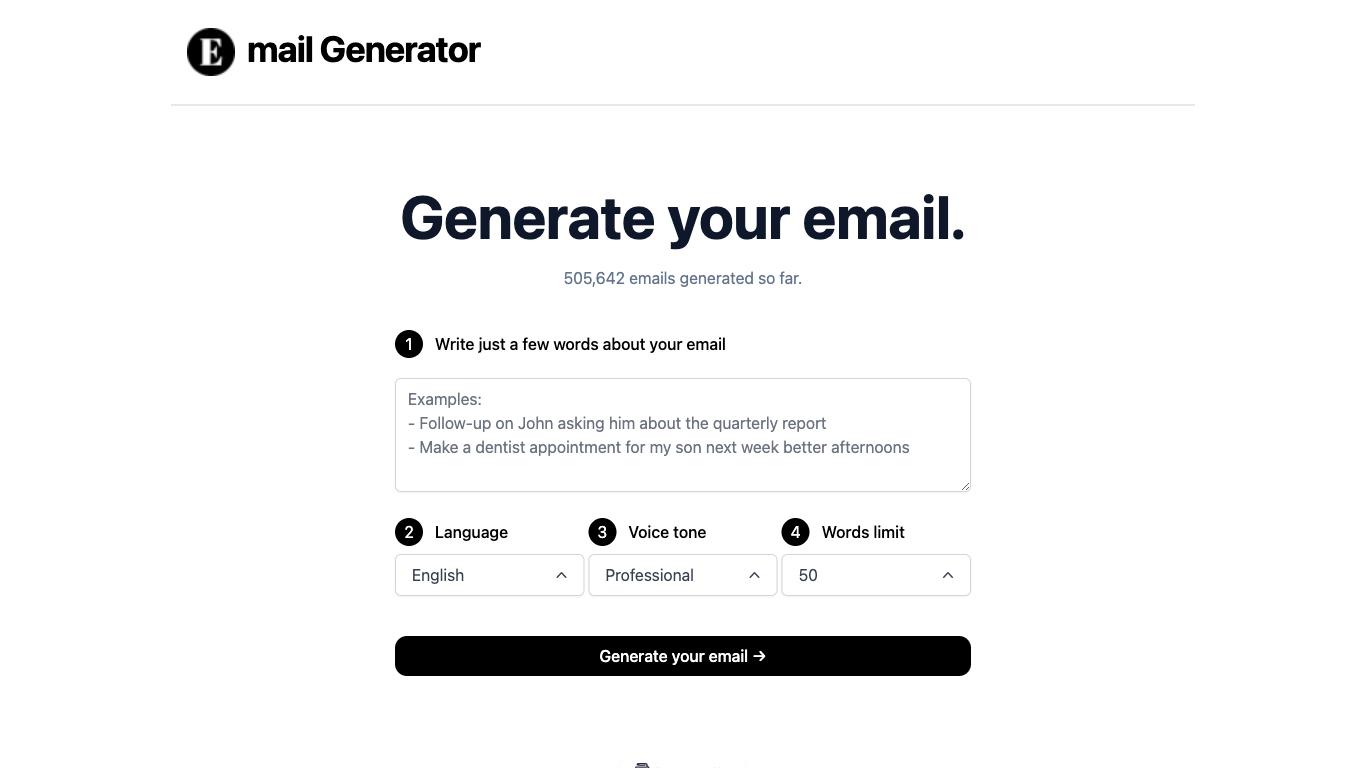 E mail Generator
Generate your email.
505,642 emails generated so far.
1 Write just a few words about your email
Examples:
- Follow-up on John asking him about the quarterly report
- Make a dentist appointment for my son next week better afternoons
2 Language 3 Voice tone 4 Words limit
English Professional 50
Generate your email →